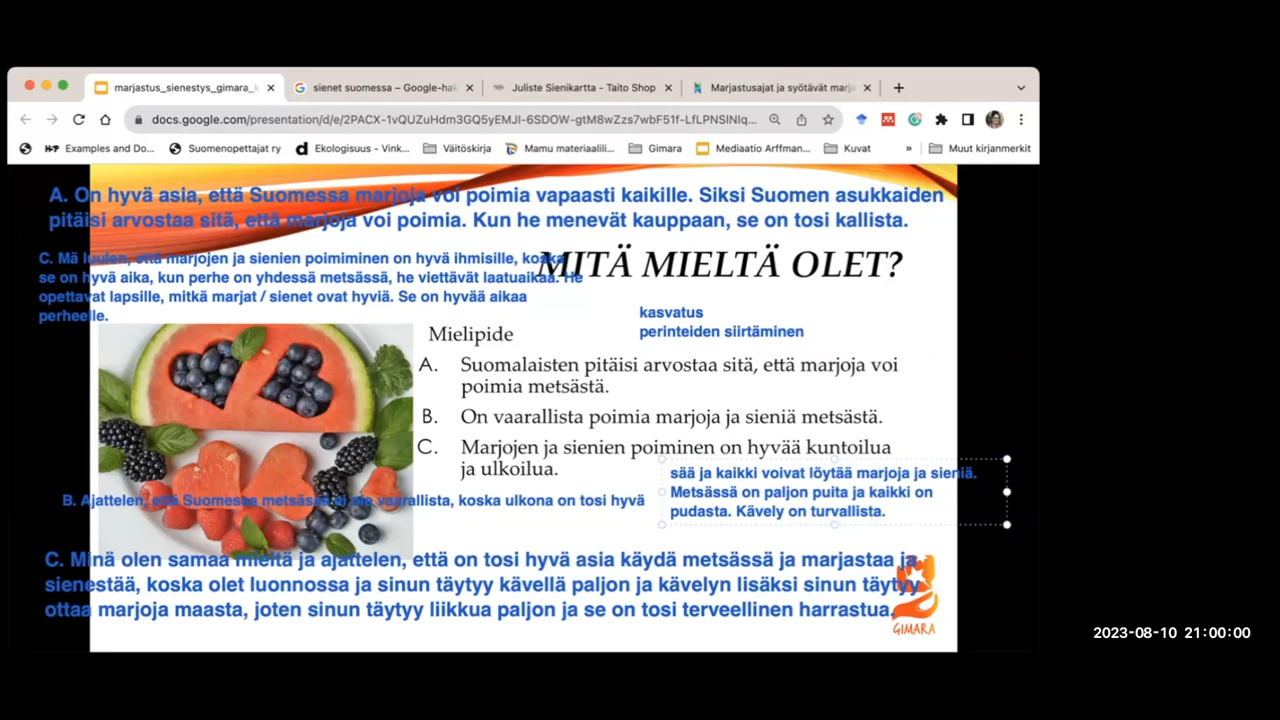 marjastus_sienestys_gimara_k
sienet suomessa – Google-hak
Juliste Sienikartta - Taito Shop
Marjastusajat ja syötävät marja
docs.google.com/presentation/d/e/2PACX-1vQUZuHdm3GQ5yEMJI-6SDOW-gtM8wZzs7wbF51f-LfLPNSINIq...
Examples and Do...
Suomenopettajat ry
Ekologisuus - Vink...
Väitöskirja
Mamu materiaalili...
Gimara
Mediaatio Arffman...
Kuvat
»
Muut kirjanmerkit
A. On hyvä asia, että Suomessa marjoja voi poimia vapaasti kaikille. Siksi Suomen asukkaiden
pitäisi arvostaa sitä, että marjoja voi poimia. Kun he menevät kauppaan, se on tosi kallista.
C. Mä luulen, että marjojen ja sienien poimiminen on hyvä ihmisille, koska
se on hyvä aika, kun perhe on yhdessä metsässä, he viettävät laatuaikaa. He
opettavat lapsille, mitkä marjat / sienet ovat hyviä. Se on hyvää aikaa
perheelle.
MITÄ MIELTÄ OLET?
kasvatus
perinteiden siirtäminen
Mielipide
A. Suomalaisten pitäisi arvostaa sitä, että marjoja voi
poimia metsästä.
B. On vaarallista poimia marjoja ja sieniä metsästä.
C. Marjojen ja sienien poiminen on hyvää kuntoilua
ja ulkoilua.
B. Ajattelen, että Suomessa metsässä ei ole vaarallista, koska ulkona on tosi hyvä
sää ja kaikki voivat löytää marjoja ja sieniä.
Metsässä on paljon puita ja kaikki on
pudasta. Kävely on turvallista.
C. Minä olen samaa mieltä ja ajattelen, että on tosi hyvä asia käydä metsässä ja marjastaa ja
sienestää, koska olet luonnossa ja sinun täytyy kävellä paljon ja kävelyn lisäksi sinun täytyy
ottaa marjoja maasta, joten sinun täytyy liikkua paljon ja se on tosi terveellinen harrastua.
GIMARA
2023-08-10 21:00:00